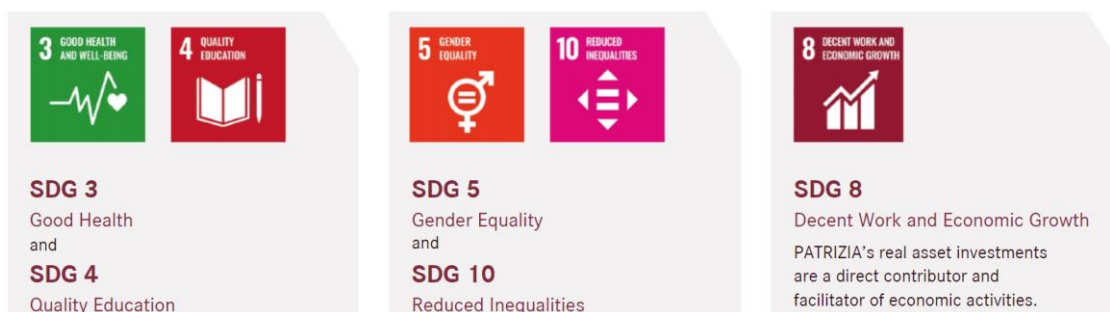 3 GOOD HEALTH
AND WELL-BEING
4 QUALITY
EDUCATION
SDG 3
Good Health
and
SDG 4
Quality Education
5 GENDER
EQUALITY
10 REDUCED
INEQUALITIES
SDG 5
Gender Equality
and
SDG 10
Reduced Inequalities
8 DECENT WORK AND
ECONOMIC GROWTH
SDG 8
Decent Work and Economic Growth
PATRIZIA's real asset investments
are a direct contributor and
facilitator of economic activities.